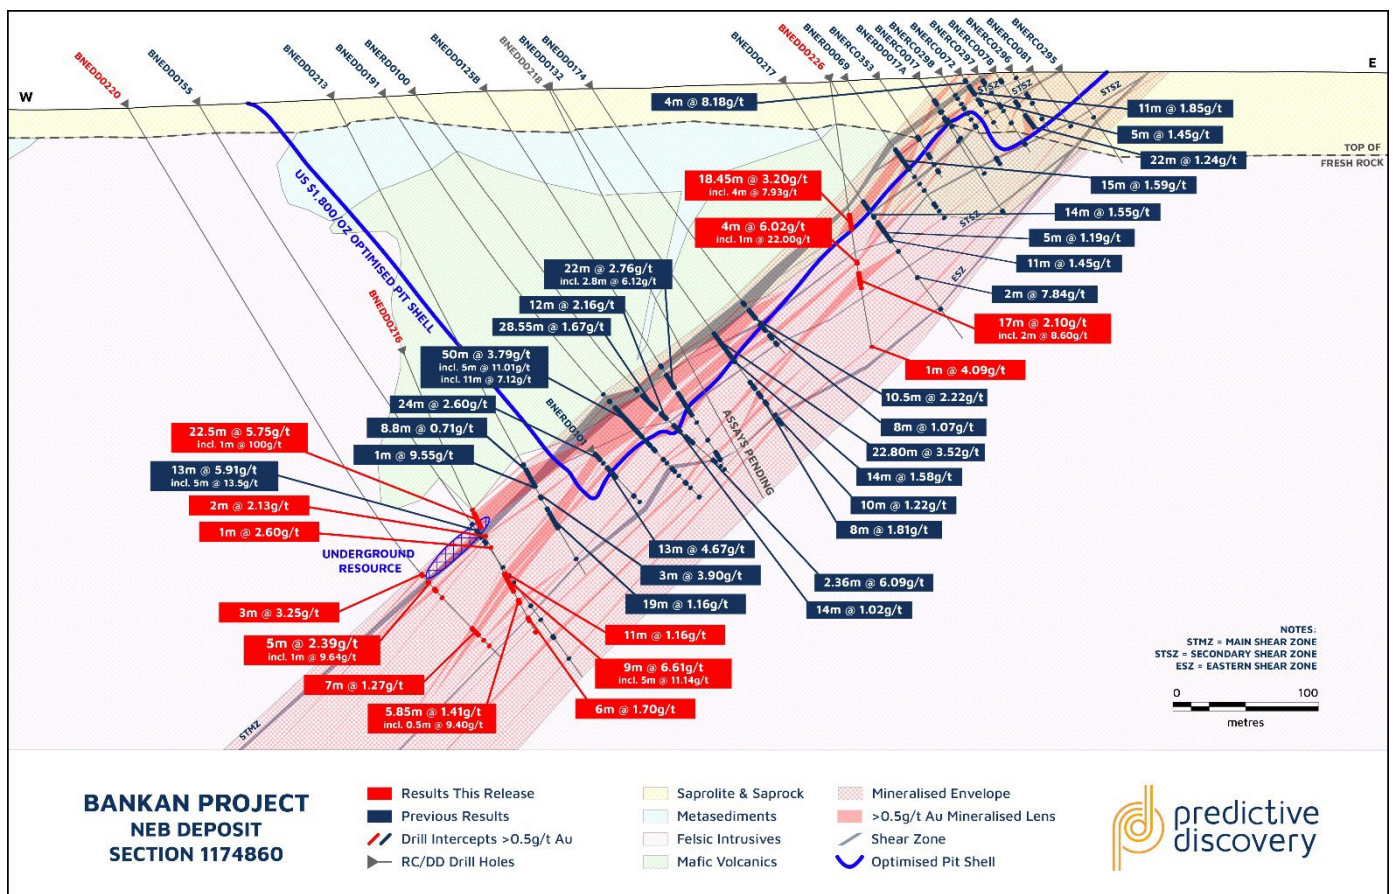 W
E
BNEDD0220
BNEDD0155
BNEDD0213
BNEDD0191
BNERD0100
BNEDD0125B
BNEDD0218
BNEDD0132
BNEDD0174
BNEDD0217
BNEDD0226
BNERD0069
BNERC0353
BNERD0017A
BNERC0017
BNERC0298
BNERC0072
BNERC0297
BNERC0078
BNERC0296
BNERC0081
BNERC0295
4m @ 8.18g/t
11m @ 1.85g/t
5m @ 1.45g/t
22m @ 1.24g/t
TOP OF
FRESH ROCK
15m @ 1.59g/t
14m @ 1.55g/t
5m @ 1.19g/t
11m @ 1.45g/t
2m @ 7.84g/t
STSZ
STSZ
STSZ
STSZ
ESZ
18.45m @ 3.20g/t
incl. 4m @ 7.93g/t
4m @ 6.02g/t
incl. 1m @ 22.00g/t
17m @ 2.10g/t
incl. 2m @ 8.60g/t
1m @ 4.09g/t
US $1,800/OZ OPTIMISED PIT SHELL
BNEDD0216
22m @ 2.76g/t
incl. 2.8m @ 6.12g/t
12m @ 2.16g/t
28.55m @ 1.67g/t
50m @ 3.79g/t
incl. 5m @ 11.01g/t
incl. 11m @ 7.12g/t
24m @ 2.60g/t
8.8m @ 0.71g/t
1m @ 9.55g/t
BNERD0101
ASSAYS PENDING
10.5m @ 2.22g/t
8m @ 1.07g/t
22.80m @ 3.52g/t
14m @ 1.58g/t
10m @ 1.22g/t
8m @ 1.81g/t
22.5m @ 5.75g/t
incl. 1m @ 100g/t
13m @ 5.91g/t
incl. 5m @ 13.5g/t
2m @ 2.13g/t
1m @ 2.60g/t
UNDERGROUND
RESOURCE
13m @ 4.67g/t
3m @ 3.90g/t
19m @ 1.16g/t
2.36m @ 6.09g/t
14m @ 1.02g/t
3m @ 3.25g/t
5m @ 2.39g/t
incl. 1m @ 9.64g/t
7m @ 1.27g/t
5.85m @ 1.41g/t
incl. 0.5m @ 9.40g/t
11m @ 1.16g/t
9m @ 6.61g/t
incl. 5m @ 11.14g/t
6m @ 1.70g/t
STMZ
NOTES:
STMZ = MAIN SHEAR ZONE
STSZ = SECONDARY SHEAR ZONE
ESZ = EASTERN SHEAR ZONE
0 100
metres
BANKAN PROJECT
NEB DEPOSIT
SECTION 1174860
Results This Release
Previous Results
Drill Intercepts >0.5g/t Au
RC/DD Drill Holes
Saprolite & Saprock
Metasediments
Felsic Intrusives
Mafic Volcanics
Mineralised Envelope
>0.5g/t Au Mineralised Lens
Shear Zone
Optimised Pit Shell
predictive
discovery